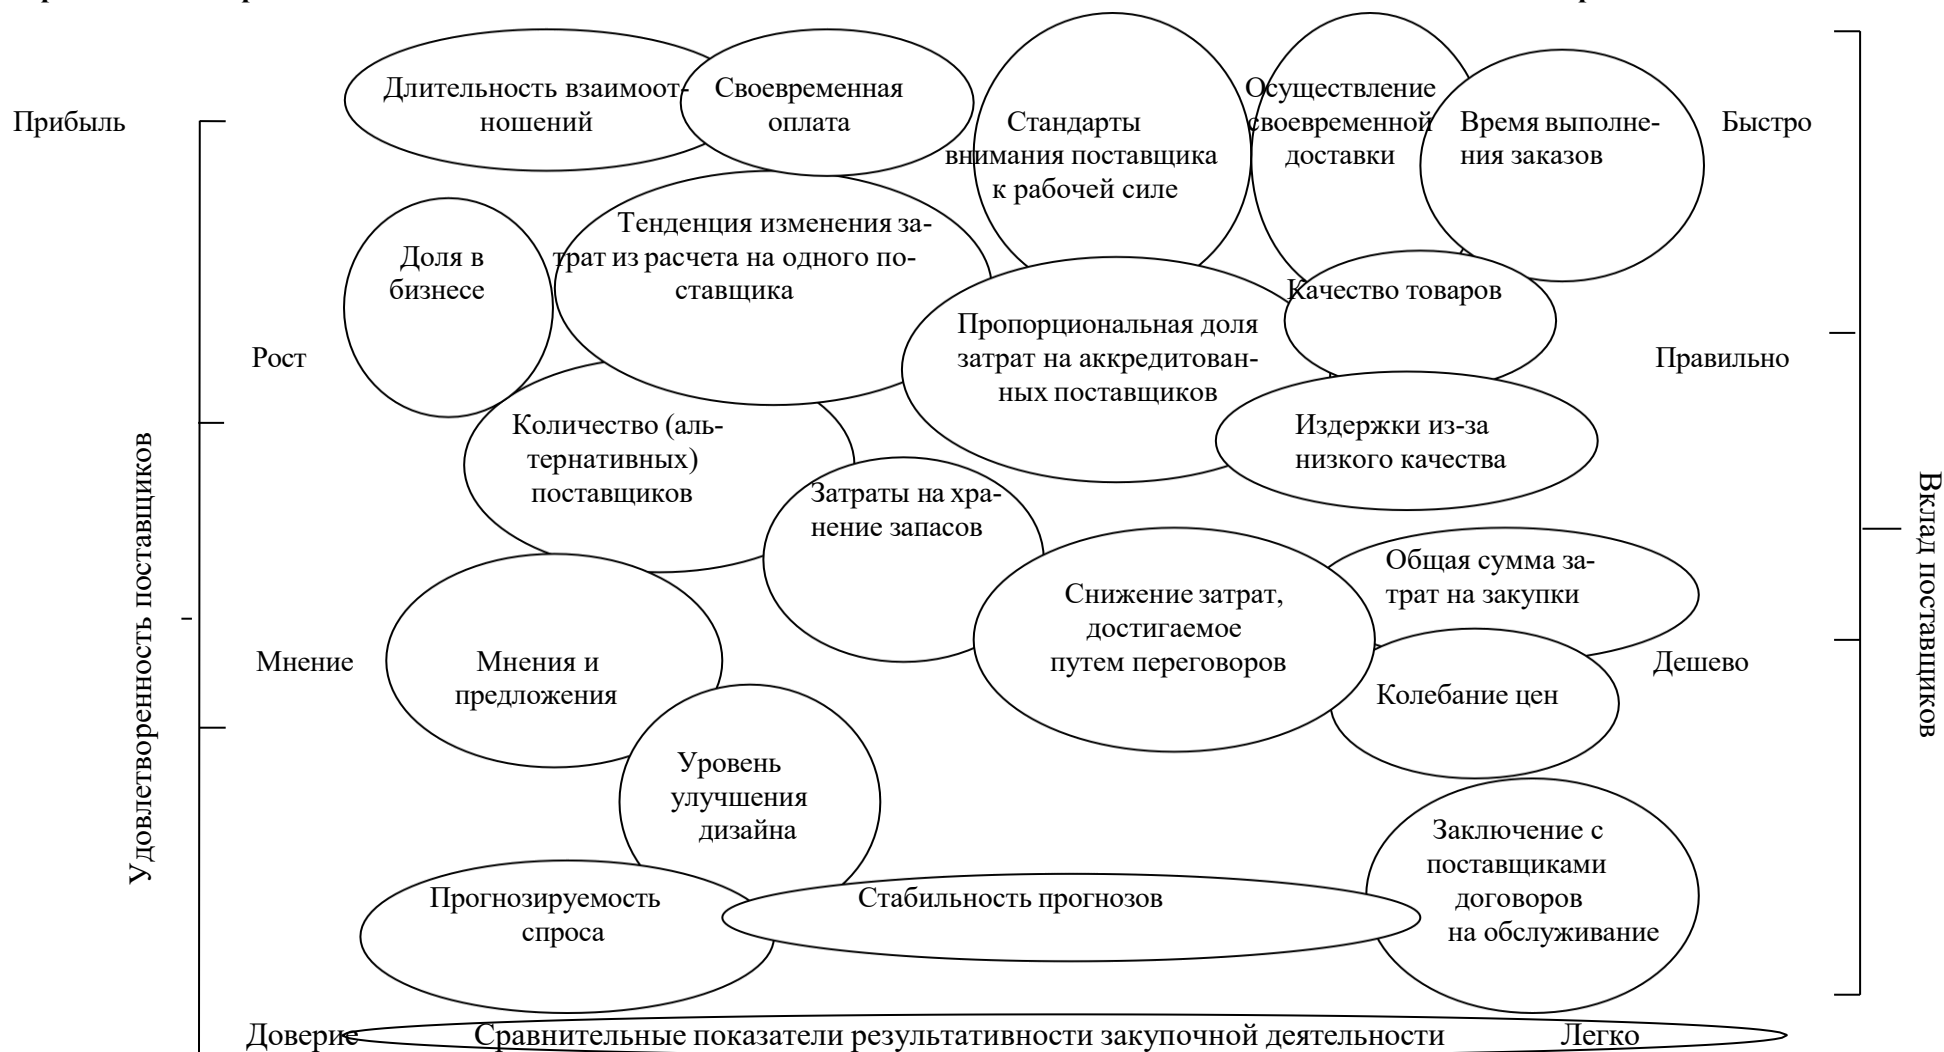 Длительность взаимоот-
ношений
Своевременная
оплата
Стандарты
внимания поставщика
к рабочей силе
Осуществление
своевременной
доставки
Время выполне-
ния заказов
Прибыль
Быстро
Доля в
бизнесе
Тенденция изменения за-
трат из расчета на одного по-
ставщика
Качество товаров
Пропорциональная доля
затрат на аккредитован-
ных поставщиков
Рост
Правильно
Количество (аль-
тернативных)
поставщиков
Издержки из-за
низкого качества
Затраты на хра-
нение запасов
Удовлетворенность поставщиков
Вклад поставщиков
Общая сумма за-
трат на закупки
Снижение затрат,
достигаемое
путем переговоров
Мнение
Мнения и
предложения
Дешево
Колебание цен
Уровень
улучшения
дизайна
Заключение с
поставщиками
договоров
на обслуживание
Прогнозируемость
спроса
Стабильность прогнозов
Доверие
Сравнительные показатели результативности закупочной деятельности
Легко